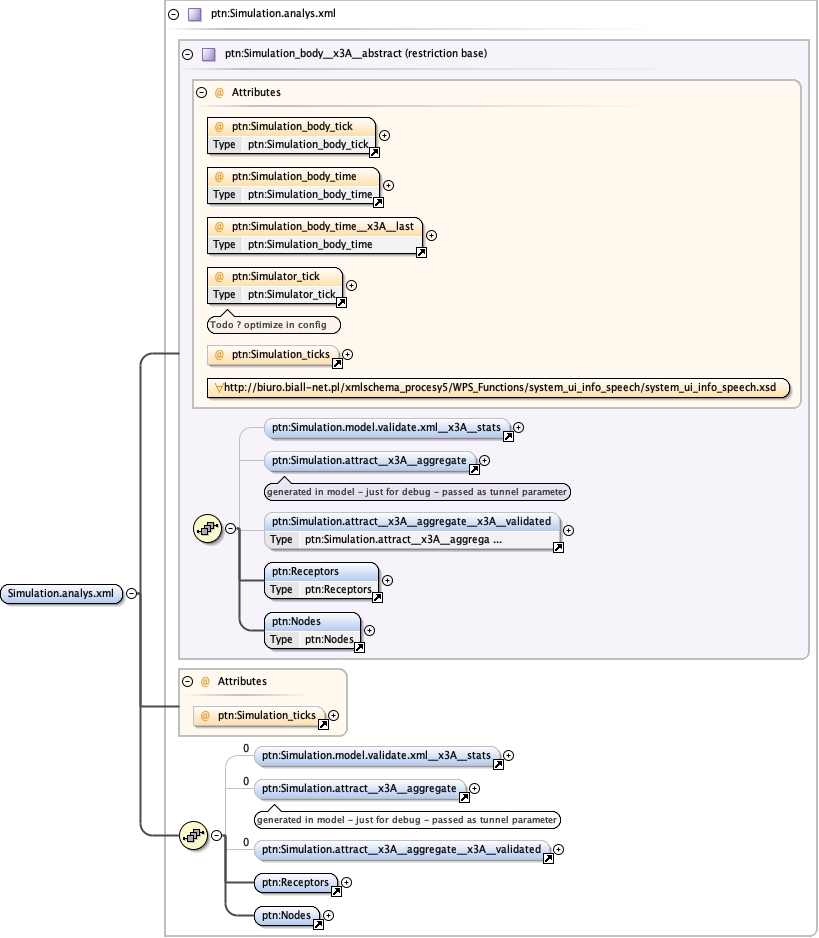 ptn:Simulation.analys.xml
ptn:Simulation_body__x3A__abstract (restriction base)
@ Attributes
@ ptn:Simulation_body_tick
Type ptn:Simulation_body_tick
@ ptn:Simulation_body_time
Type ptn:Simulation_body_time
@ ptn:Simulation_body_time__x3A__last
Type ptn:Simulation_body_time
@ ptn:Simulator_tick
Type ptn:Simulator_tick
Todo ? optimize in config
@ ptn:Simulation_ticks
http://biuro.biall-net.pl/xmlschema_procesy5/WPS_Functions/system_ui_info_speech/system_ui_info_speech.xsd
ptn:Simulation.model.validate.xml__x3A__stats
ptn:Simulation.attract__x3A__aggregate
generated in model - just for debug - passed as tunnel parameter
ptn:Simulation.attract__x3A__aggregate__x3A__validated
Type ptn:Simulation.attract__x3A__aggrega ...
ptn:Receptors
Type ptn:Receptors
ptn:Nodes
Type ptn:Nodes
Simulation.analys.xml
@ Attributes
@ ptn:Simulation_ticks
0 ptn:Simulation.model.validate.xml__x3A__stats
0 ptn:Simulation.attract__x3A__aggregate
generated in model - just for debug - passed as tunnel parameter
0 ptn:Simulation.attract__x3A__aggregate__x3A__validated
ptn:Receptors
ptn:Nodes